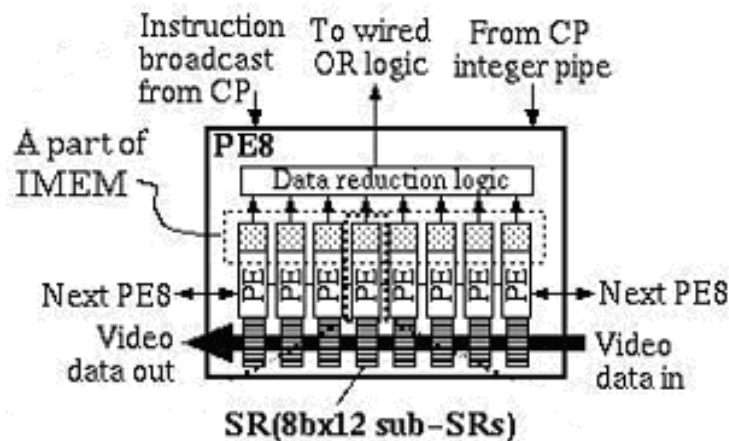 Instruction
broadcast
from CP
To wired
OR logic
From CP
integer pipe
A part of
IMEM
PE8
Data reduction logic
PE PE PE PE PE PE PE PE
Next PE8
Next PE8
Video
data out
Video
data in
SR(8bx12 sub-SRs)